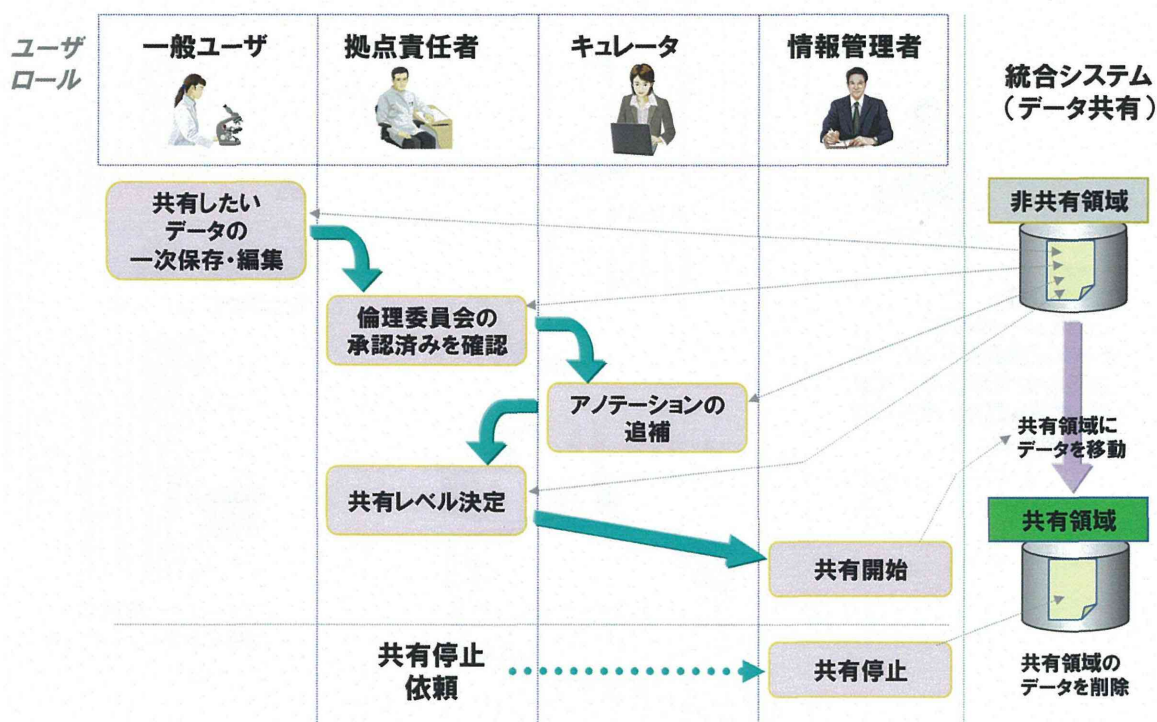 ユーザ
ロール
一般ユーザ
拠点責任者
キュレータ
情報管理者
統合システム
（データ共有）
共有したい
データの
一次保存・編集
非共有領域
倫理委員会の
承認済みを確認
アノテーションの
追補
共有領域に
データを移動
共有レベル決定
共有領域
共有開始
共有停止
依頼
共有停止
共有領域の
データを削除